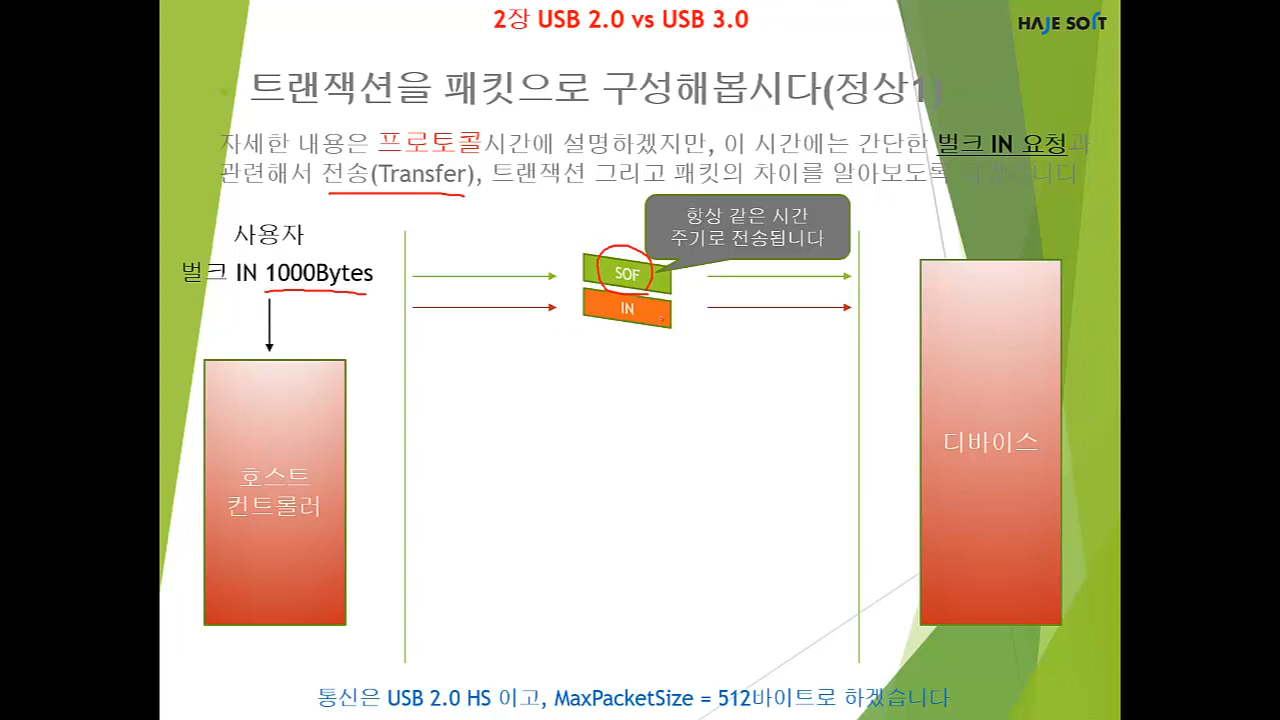 2장 USB 2.0 vs USB 3.0
HAJE SOfT
트랜잭션을 패킷으로 구성해봅시다(정상1)
자세한 내용은 프로토콜시간에 설명하겠지만, 이 시간에는 간단한 벌크 IN 요청과
관련해서 전송(Transfer), 트랜잭션 그리고 패킷의 차이를 알아보도록 하겠습니다
항상 같은 시간
주기로 전송됩니다
사용자
벌크 IN 1000Bytes
SOF
IN
호스트
컨트롤러
디바이스
통신은 USB 2.0 HS 이고, MaxPacketSize = 512바이트로 하겠습니다